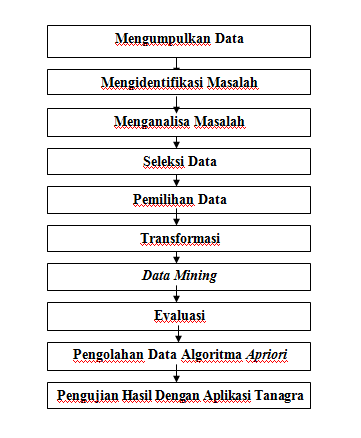 Mengumpulkan Data
Mengidentifikasi Masalah
Menganalisa Masalah
Seleksi Data
Pemilihan Data
Transformasi
Data Mining
Evaluasi
Pengolahan Data Algoritma Apriori
Pengujian Hasil Dengan Aplikasi Tanagra